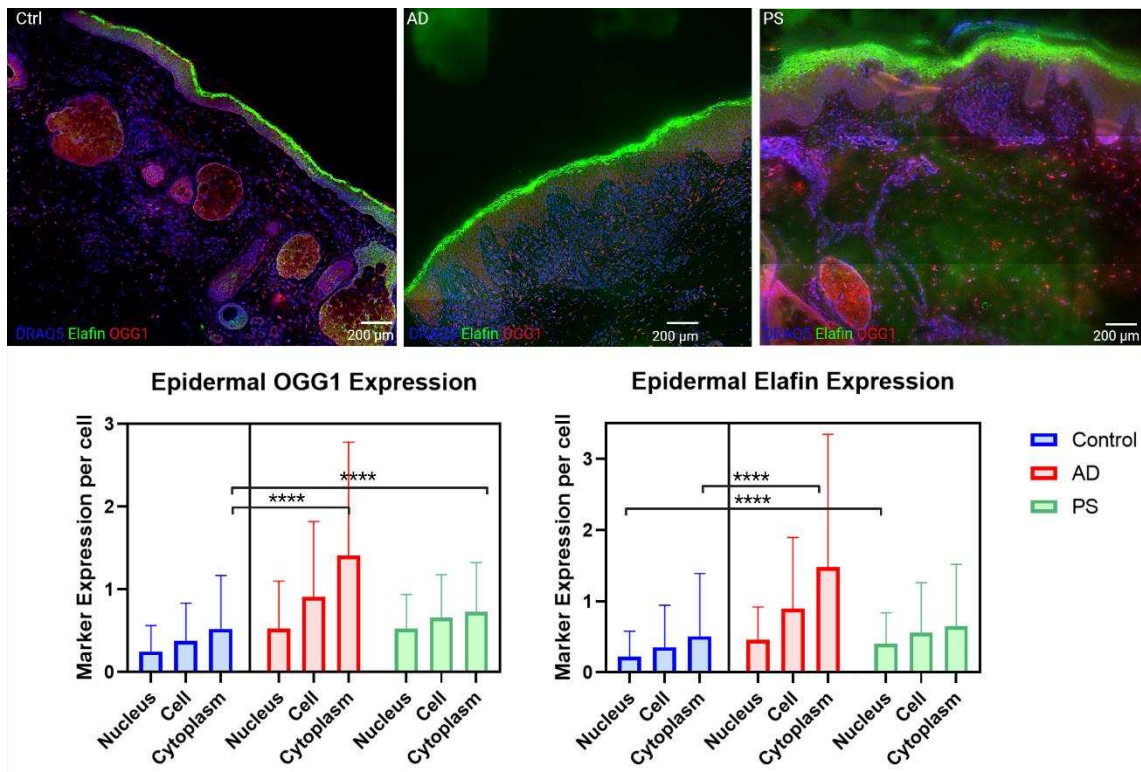 Ctrl
AD
PS
DRAQ5 Elafin OGG1
200 µm
DRAQ5 Elafin OGG1
200 µm
DRAQ5 Elafin OGG1
200 µm
Epidermal OGG1 Expression
Marker Expression per cell
3
2
1
0
****
****
Nucleus
Cell
Cytoplasm
Nucleus
Cell
Cytoplasm
Nucleus
Cell
Cytoplasm
Epidermal Elafin Expression
Marker Expression per cell
3
2
1
0
****
****
Nucleus
Cell
Cytoplasm
Nucleus
Cell
Cytoplasm
Nucleus
Cell
Cytoplasm
Control
AD
PS